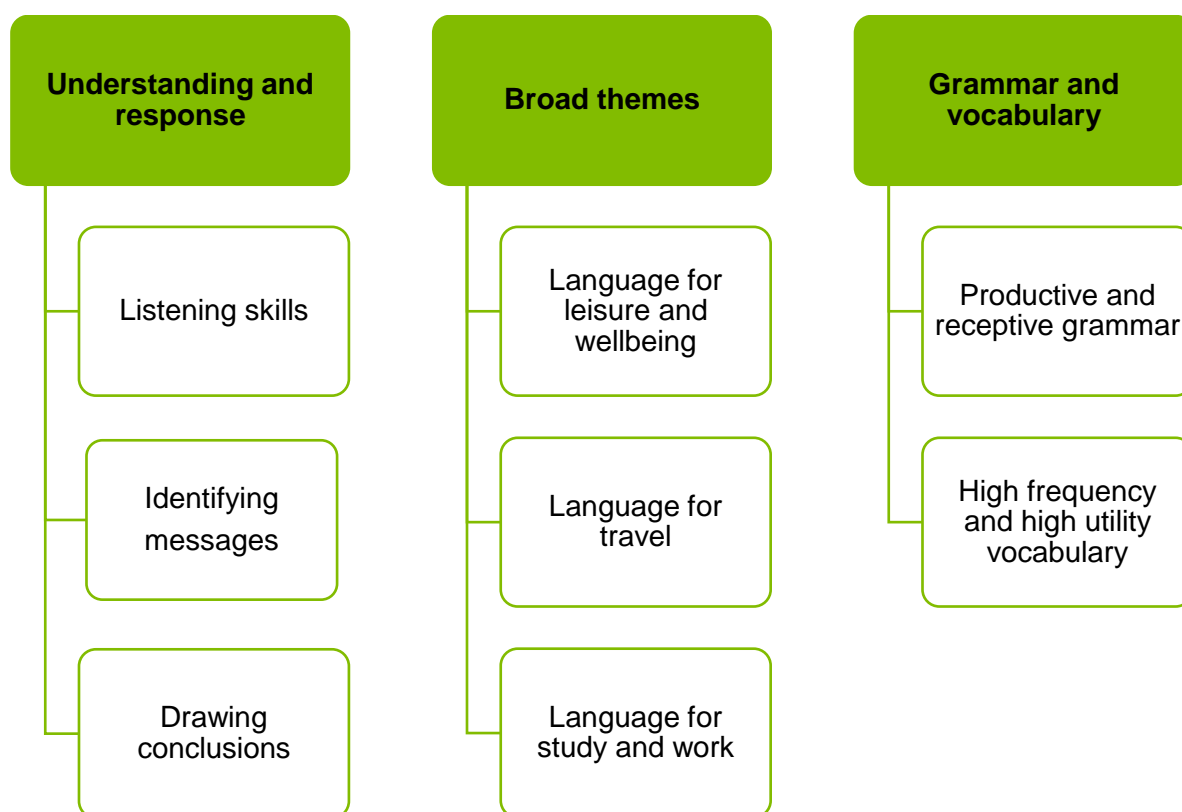 Understanding and
response
Listening skills
Identifying
messages
Drawing
conclusions
Broad themes
Language for
leisure and
wellbeing
Language for
travel
Language for
study and work
Grammar and
vocabulary
Productive and
receptive grammar
High frequency
and high utility
vocabulary